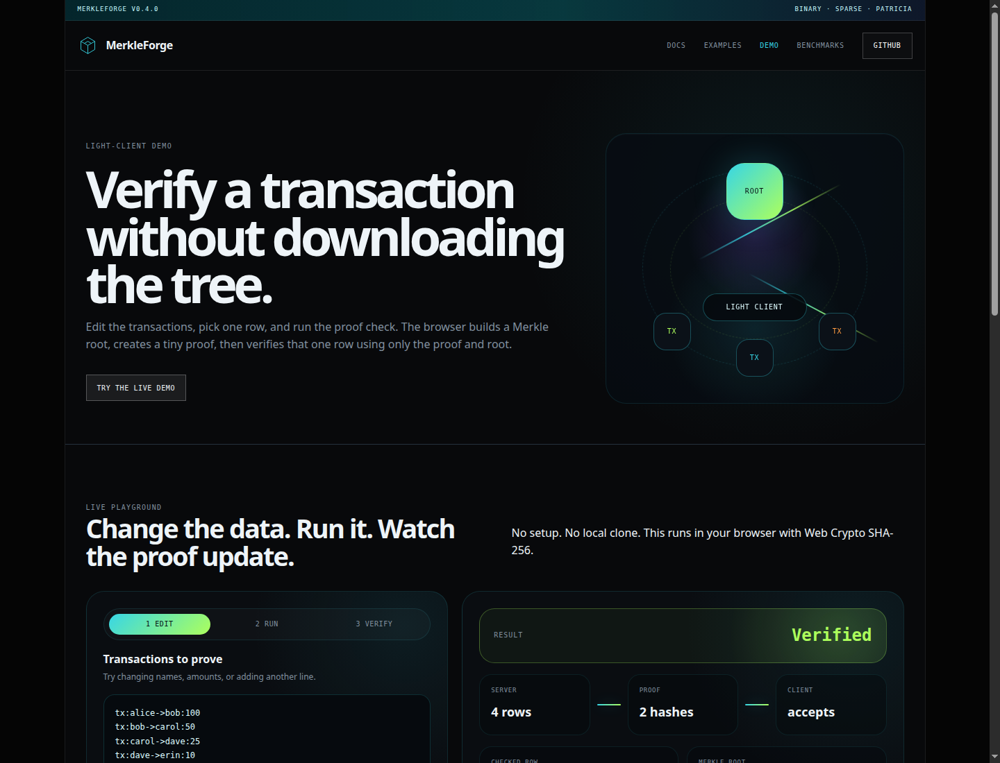 MERKLEFORGE V0.4.0
BINARY · SPARSE · PATRICIA
MerkleForge
DOCS
EXAMPLES
DEMO
BENCHMARKS
GITHUB
LIGHT-CLIENT DEMO
Verify a transaction
without downloading
the tree.
Edit the transactions, pick one row, and run the proof check. The browser builds a Merkle
root, creates a tiny proof, then verifies that one row using only the proof and root.
TRY THE LIVE DEMO
ROOT
LIGHT CLIENT
TX
TX
TX
LIVE PLAYGROUND
Change the data. Run it. Watch
the proof update.
No setup. No local clone. This runs in your browser with Web Crypto SHA-
256.
1 EDIT
2 RUN
3 VERIFY
Transactions to prove
Try changing names, amounts, or adding another line.
tx:alice->bob:100
tx:bob->carol:50
tx:carol->dave:25
tx:dave->erin:10
RESULT
Verified
SERVER
4 rows
PROOF
2 hashes
CLIENT
accepts
CHECKED ROW
MERKLE ROOT